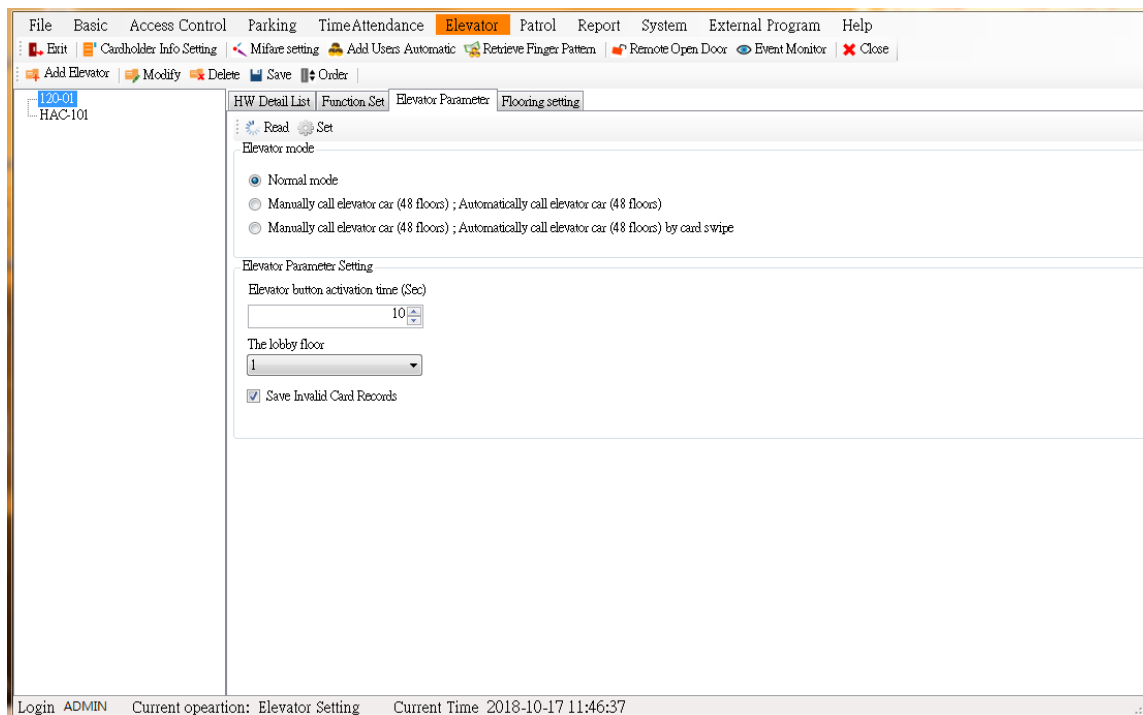 File Basic Access Control Parking TimeAttendance Elevator Patrol Report System External Program Help
Exit Cardholder Info Setting Mifare setting Add Users Automatic Retrieve Finger Pattern Remote Open Door Event Monitor Close
Add Elevator Modify Delete Save Order
120-01
HAC-101
HW Detail List Function Set Elevator Parameter Flooring setting
Read Set
Elevator mode
Normal mode
Manually call elevator car (48 floors) ; Automatically call elevator car (48 floors)
Manually call elevator car (48 floors) ; Automatically call elevator car (48 floors) by card swipe
Elevator Parameter Setting
Elevator button activation time (Sec)
10
The lobby floor
1
Save Invalid Card Records
Login ADMIN Current opeartion: Elevator Setting Current Time 2018-10-17 11:46:37